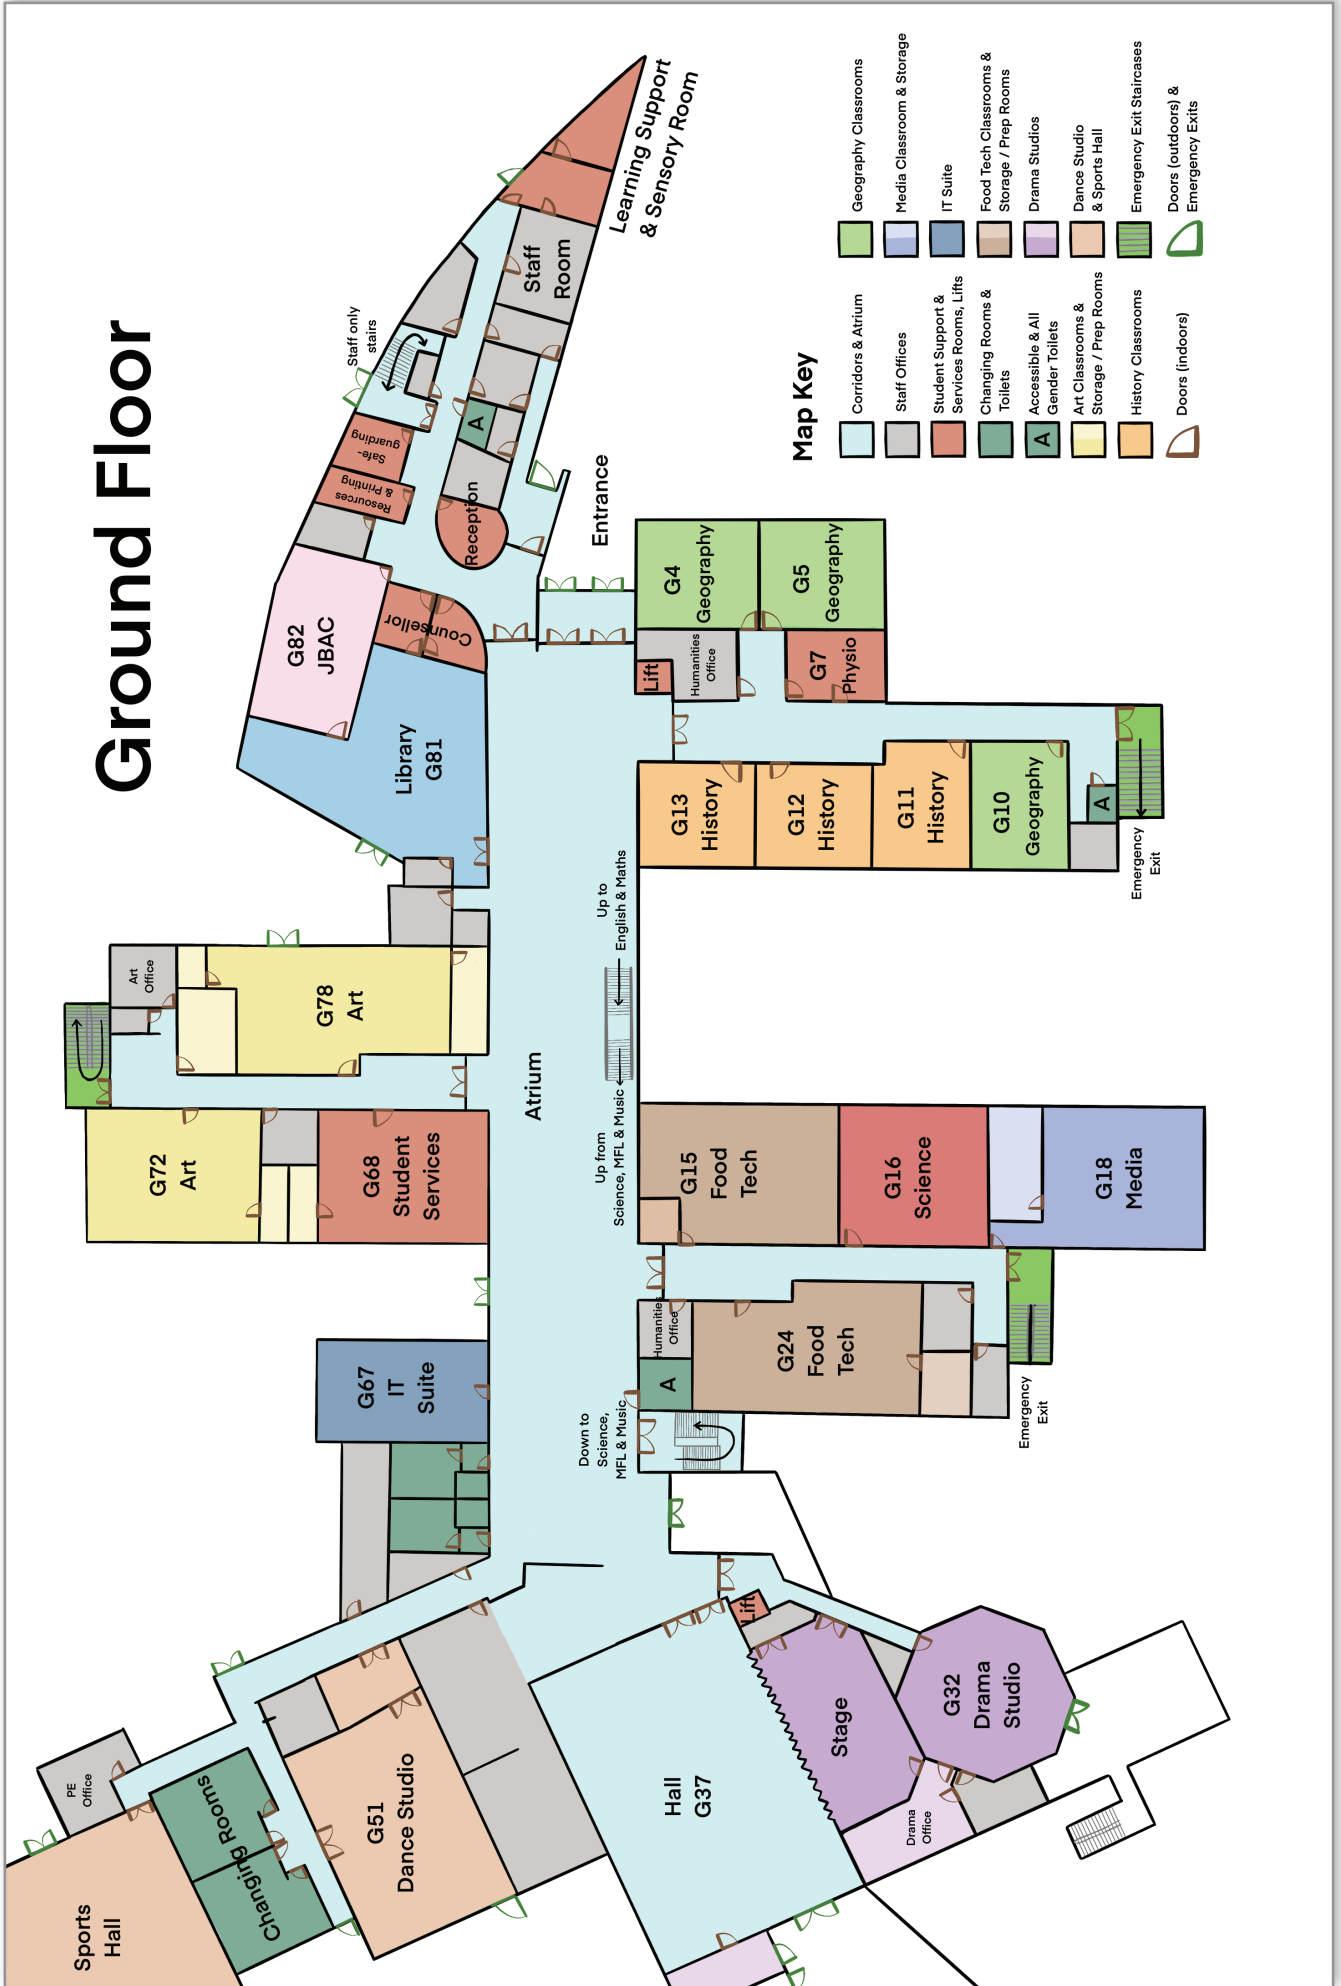 Ground Floor
Learning Support
& Sensory Room
Staff
Room
Staff only
stairs
A
Safe-
guarding
Resources
& Printing
Reception
Entrance
Counsellor
G82
JBAC
Library
G81
G4
Geography
G5
Geography
Lift
Humanities
Office
G7
Physio
G13
History
G12
History
G11
History
G10
Geography
A
Emergency
Exit
Up to
English & Maths
Art
Office
G78
Art
Atrium
Up from
Science, MFL & Music
G72
Art
G68
Student
Services
G15
Food
Tech
G16
Science
G18
Media
Humanities
Office
A
G24
Food
Tech
Emergency
Exit
G67
IT
Suite
Down to
Science,
MFL & Music
Lift
Stage
G32
Drama
Studio
Drama
Office
Hall
G37
G51
Dance Studio
Changing Rooms
PE
Office
Sports
Hall
Map Key
Corridors & Atrium
Staff Offices
Student Support &
Services Rooms, Lifts
Changing Rooms &
Toilets
A
Accessible & All
Gender Toilets
Art Classrooms &
Storage / Prep Rooms
History Classrooms
Doors (indoors)
Geography Classrooms
Media Classroom & Storage
IT Suite
Food Tech Classrooms &
Storage / Prep Rooms
Drama Studios
Dance Studio
& Sports Hall
Emergency Exit Staircases
Doors (outdoors) &
Emergency Exits